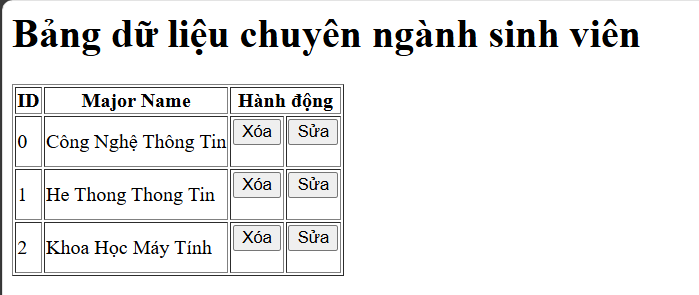 Bảng dữ liệu chuyên ngành sinh viên
ID Major Name Hành động
0 Công Nghệ Thông Tin Xóa Sửa
1 He Thong Thong Tin Xóa Sửa
2 Khoa Học Máy Tính Xóa Sửa